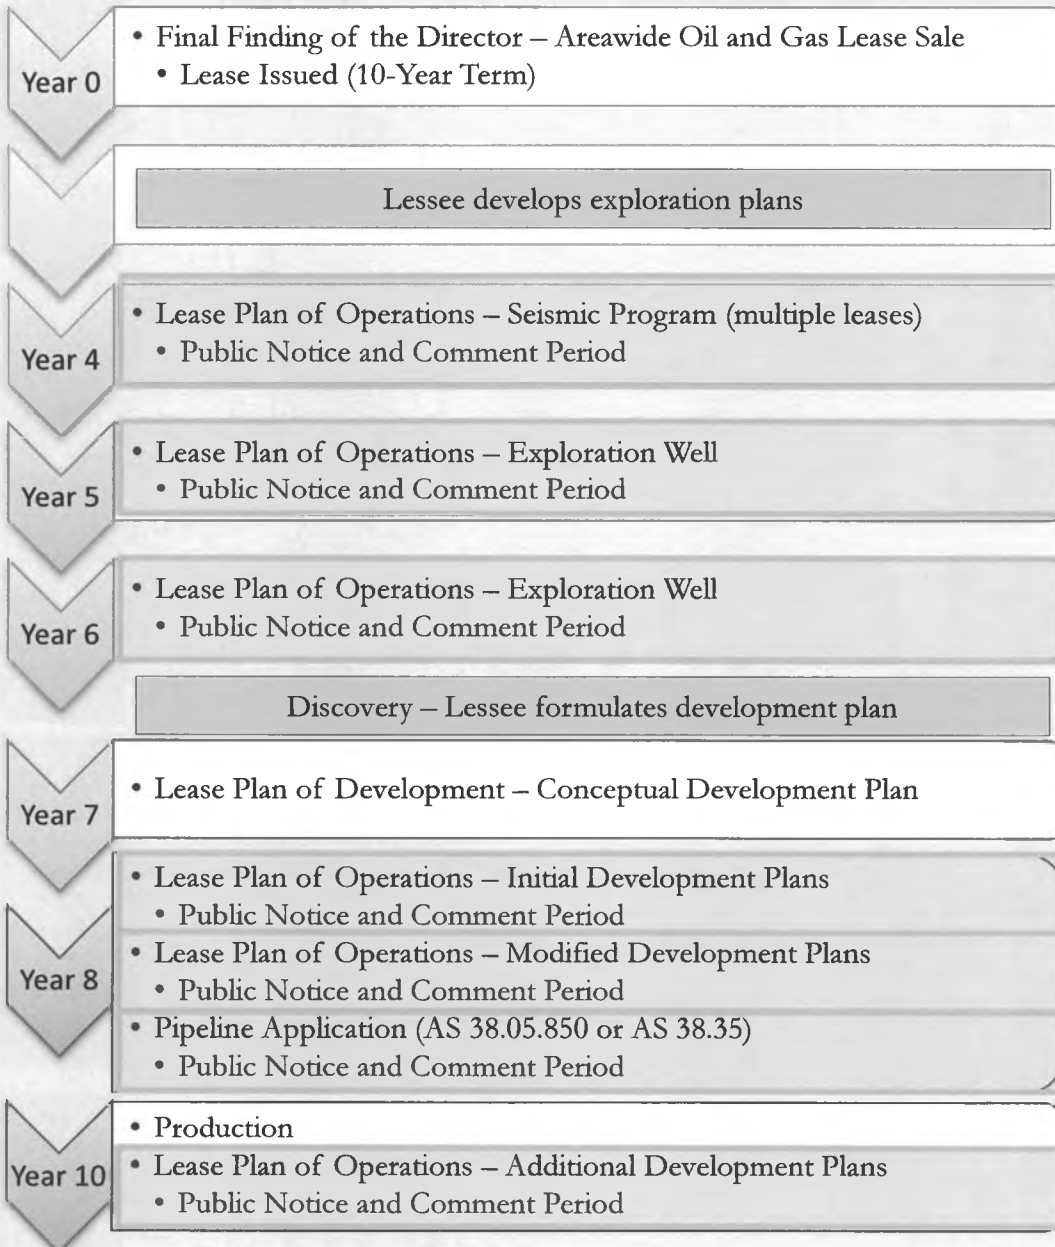 Year 0
• Final Finding of the Director – Areawide Oil and Gas Lease Sale
• Lease Issued (10-Year Term)
Lessee develops exploration plans
Year 4
• Lease Plan of Operations – Seismic Program (multiple leases)
• Public Notice and Comment Period
Year 5
• Lease Plan of Operations – Exploration Well
• Public Notice and Comment Period
Year 6
• Lease Plan of Operations – Exploration Well
• Public Notice and Comment Period
Discovery – Lessee formulates development plan
Year 7
• Lease Plan of Development – Conceptual Development Plan
Year 8
• Lease Plan of Operations – Initial Development Plans
• Public Notice and Comment Period
• Lease Plan of Operations – Modified Development Plans
• Public Notice and Comment Period
• Pipeline Application (AS 38.05.850 or AS 38.35)
• Public Notice and Comment Period
Year 10
• Production
• Lease Plan of Operations – Additional Development Plans
• Public Notice and Comment Period